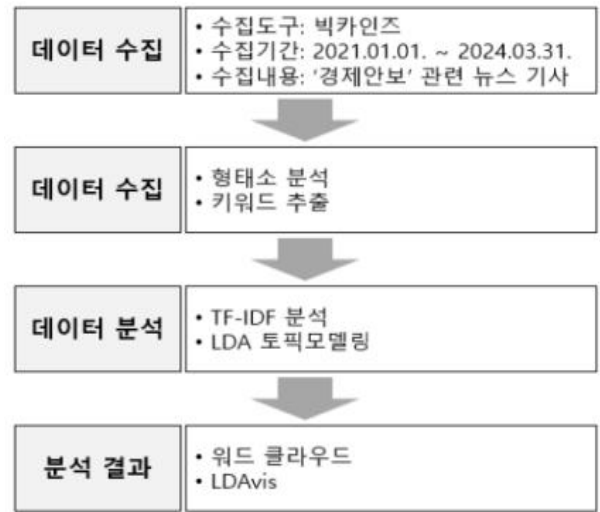 데이터 수집
• 수집도구: 빅카인즈
• 수집기간: 2021.01.01. ~ 2024.03.31.
• 수집내용: ‘경제안보’ 관련 뉴스 기사
데이터 수집
• 형태소 분석
• 키워드 추출
데이터 분석
• TF-IDF 분석
• LDA 토픽모델링
분석 결과
• 워드 클라우드
• LDAvis